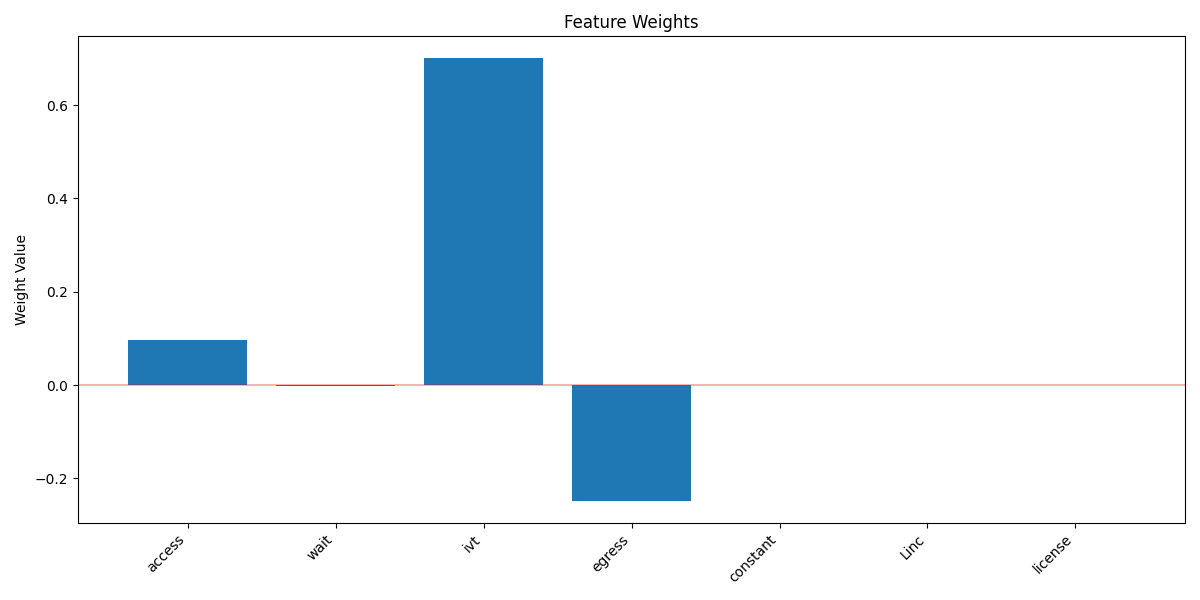 Feature Weights
Weight Value
0.6
0.4
0.2
0.0
−0.2
access
wait
ivt
egress
constant
Linc
license